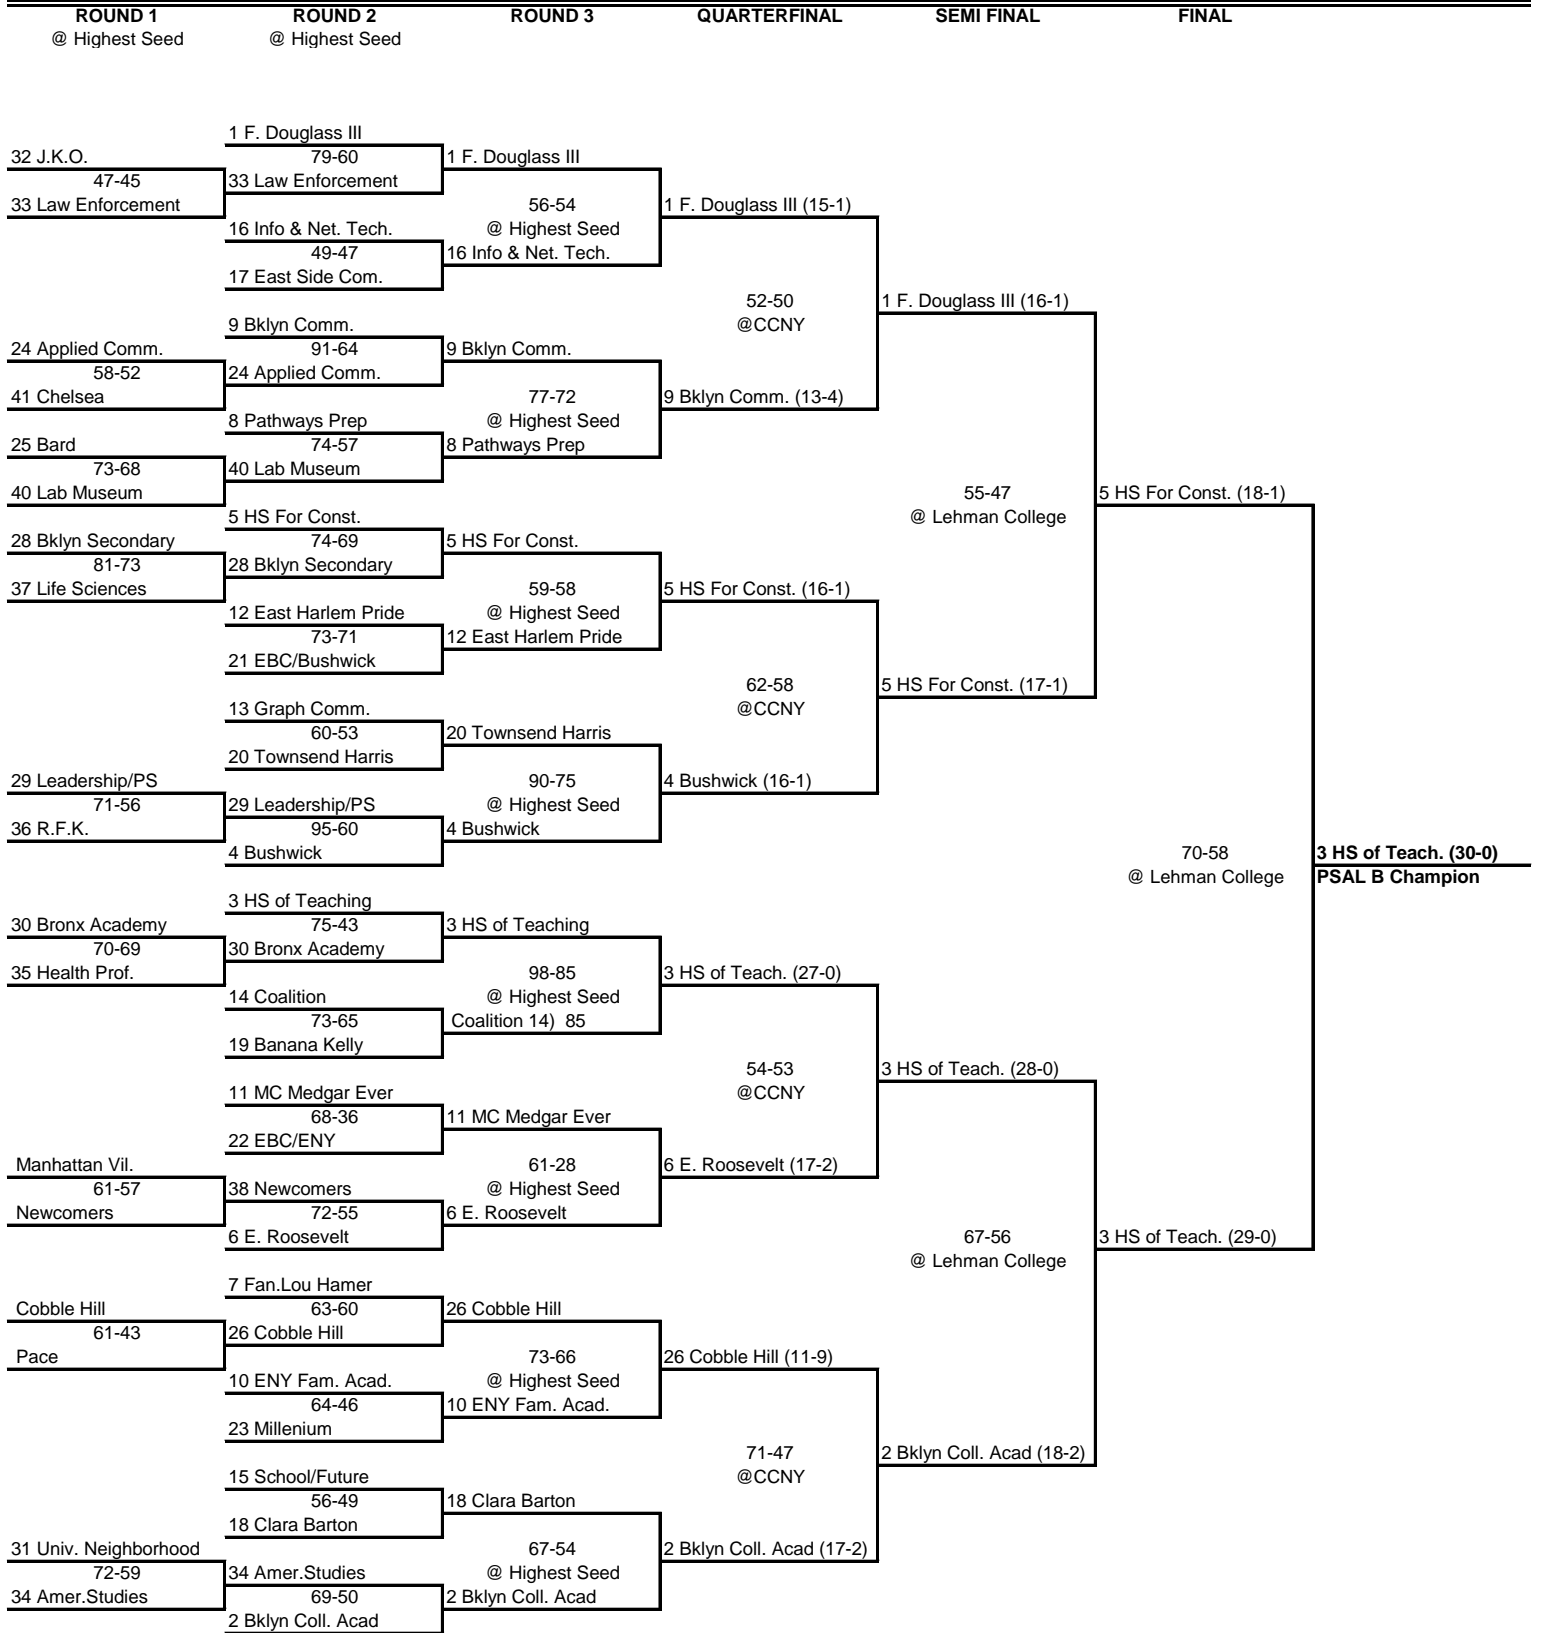 ROUND 1 ROUND 2 ROUND 3 QUARTERFINAL SEMI FINAL FINAL
@ Highest Seed @ Highest Seed
1 F. Douglass III
32 J.K.O. 79-60 1 F. Douglass III
47-45 33 Law Enforcement
33 Law Enforcement 56-54 1 F. Douglass III (15-1)
16 Info & Net. Tech. @ Highest Seed
49-47 16 Info & Net. Tech.
17 East Side Com.
52-50 1 F. Douglass III (16-1)
9 Bklyn Comm. @CCNY
24 Applied Comm. 91-64 9 Bklyn Comm.
58-52 24 Applied Comm.
41 Chelsea 77-72 9 Bklyn Comm. (13-4)
8 Pathways Prep @ Highest Seed
25 Bard 74-57 8 Pathways Prep
73-68 40 Lab Museum
40 Lab Museum 55-47 5 HS For Const. (18-1)
5 HS For Const. @ Lehman College
28 Bklyn Secondary 74-69 5 HS For Const.
81-73 28 Bklyn Secondary
37 Life Sciences 59-58 5 HS For Const. (16-1)
12 East Harlem Pride @ Highest Seed
73-71 12 East Harlem Pride
21 EBC/Bushwick
62-58 5 HS For Const. (17-1)
13 Graph Comm. @CCNY
60-53 20 Townsend Harris
20 Townsend Harris
29 Leadership/PS 90-75 4 Bushwick (16-1)
71-56 29 Leadership/PS @ Highest Seed
36 R.F.K. 95-60 4 Bushwick
4 Bushwick 70-58 3 HS of Teach. (30-0)
@ Lehman College PSAL B Champion
3 HS of Teaching
30 Bronx Academy 75-43 3 HS of Teaching
70-69 30 Bronx Academy
35 Health Prof. 98-85 3 HS of Teach. (27-0)
14 Coalition @ Highest Seed
73-65 Coalition 14) 85
19 Banana Kelly
54-53 3 HS of Teach. (28-0)
11 MC Medgar Ever @CCNY
68-36 11 MC Medgar Ever
22 EBC/ENY
Manhattan Vil. 61-28 6 E. Roosevelt (17-2)
61-57 38 Newcomers @ Highest Seed
Newcomers 72-55 6 E. Roosevelt
6 E. Roosevelt 67-56 3 HS of Teach. (29-0)
@ Lehman College
7 Fan.Lou Hamer
Cobble Hill 63-60 26 Cobble Hill
61-43 26 Cobble Hill
Pace 73-66 26 Cobble Hill (11-9)
10 ENY Fam. Acad. @ Highest Seed
64-46 10 ENY Fam. Acad.
23 Millenium
71-47 2 Bklyn Coll. Acad (18-2)
15 School/Future @CCNY
56-49 18 Clara Barton
18 Clara Barton
31 Univ. Neighborhood 67-54 2 Bklyn Coll. Acad (17-2)
72-59 34 Amer.Studies @ Highest Seed
34 Amer.Studies 69-50 2 Bklyn Coll. Acad
2 Bklyn Coll. Acad